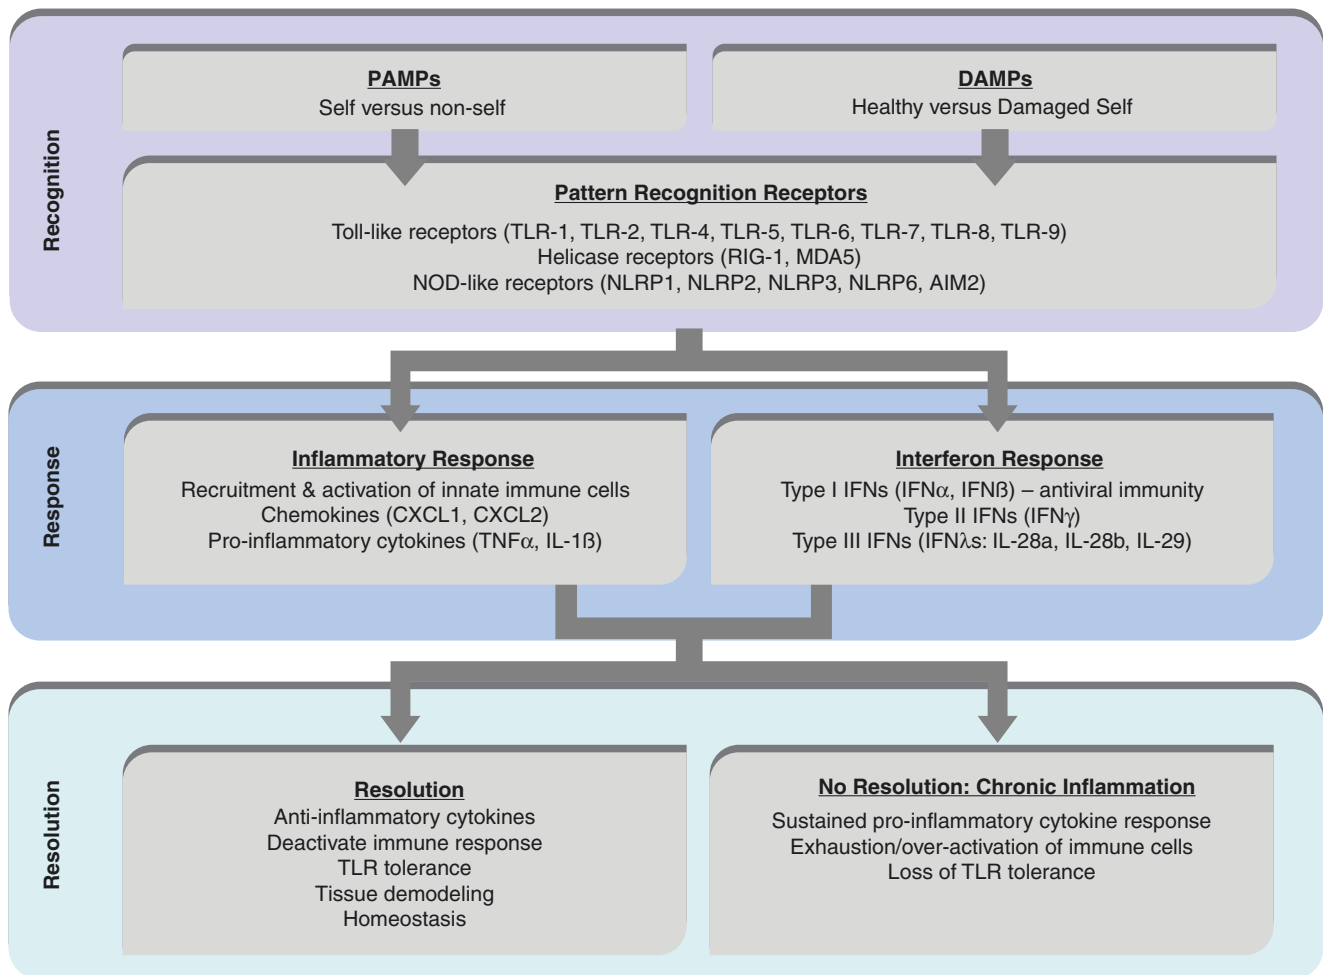 Recognition
PAMPs
Self versus non-self
DAMPs
Healthy versus Damaged Self
Pattern Recognition Receptors
Toll-like receptors (TLR-1, TLR-2, TLR-4, TLR-5, TLR-6, TLR-7, TLR-8, TLR-9)
Helicase receptors (RIG-1, MDA5)
NOD-like receptors (NLRP1, NLRP2, NLRP3, NLRP6, AIM2)
Response
Inflammatory Response
Recruitment & activation of innate immune cells
Chemokines (CXCL1, CXCL2)
Pro-inflammatory cytokines (TNFα, IL-1ß)
Interferon Response
Type I IFNs (IFNα, IFNß) – antiviral immunity
Type II IFNs (IFNγ)
Type III IFNs (IFNλs: IL-28a, IL-28b, IL-29)
Resolution
Resolution
Anti-inflammatory cytokines
Deactivate immune response
TLR tolerance
Tissue demodeling
Homeostasis
No Resolution: Chronic Inflammation
Sustained pro-inflammatory cytokine response
Exhaustion/over-activation of immune cells
Loss of TLR tolerance